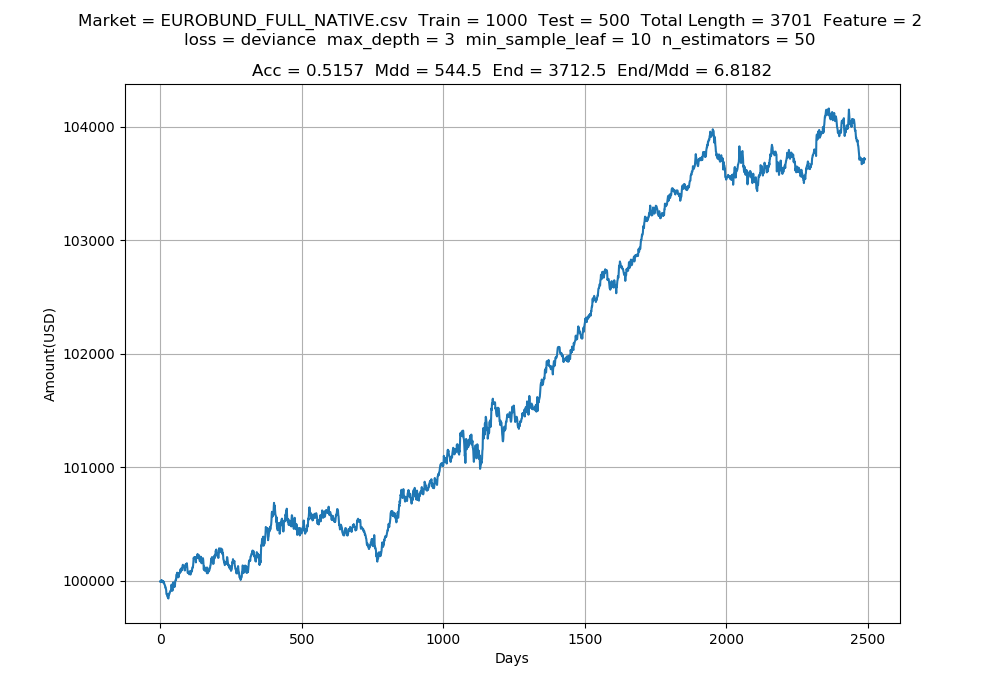 Market = EUROBUND_FULL_NATIVE.csv  Train = 1000  Test = 500  Total Length = 3701  Feature = 2
loss = deviance  max_depth = 3  min_sample_leaf = 10  n_estimators = 50
Acc = 0.5157  Mdd = 544.5  End = 3712.5  End/Mdd = 6.8182
104000
103000
102000
101000
100000
Amount(USD)
0
500
1000
1500
2000
2500
Days